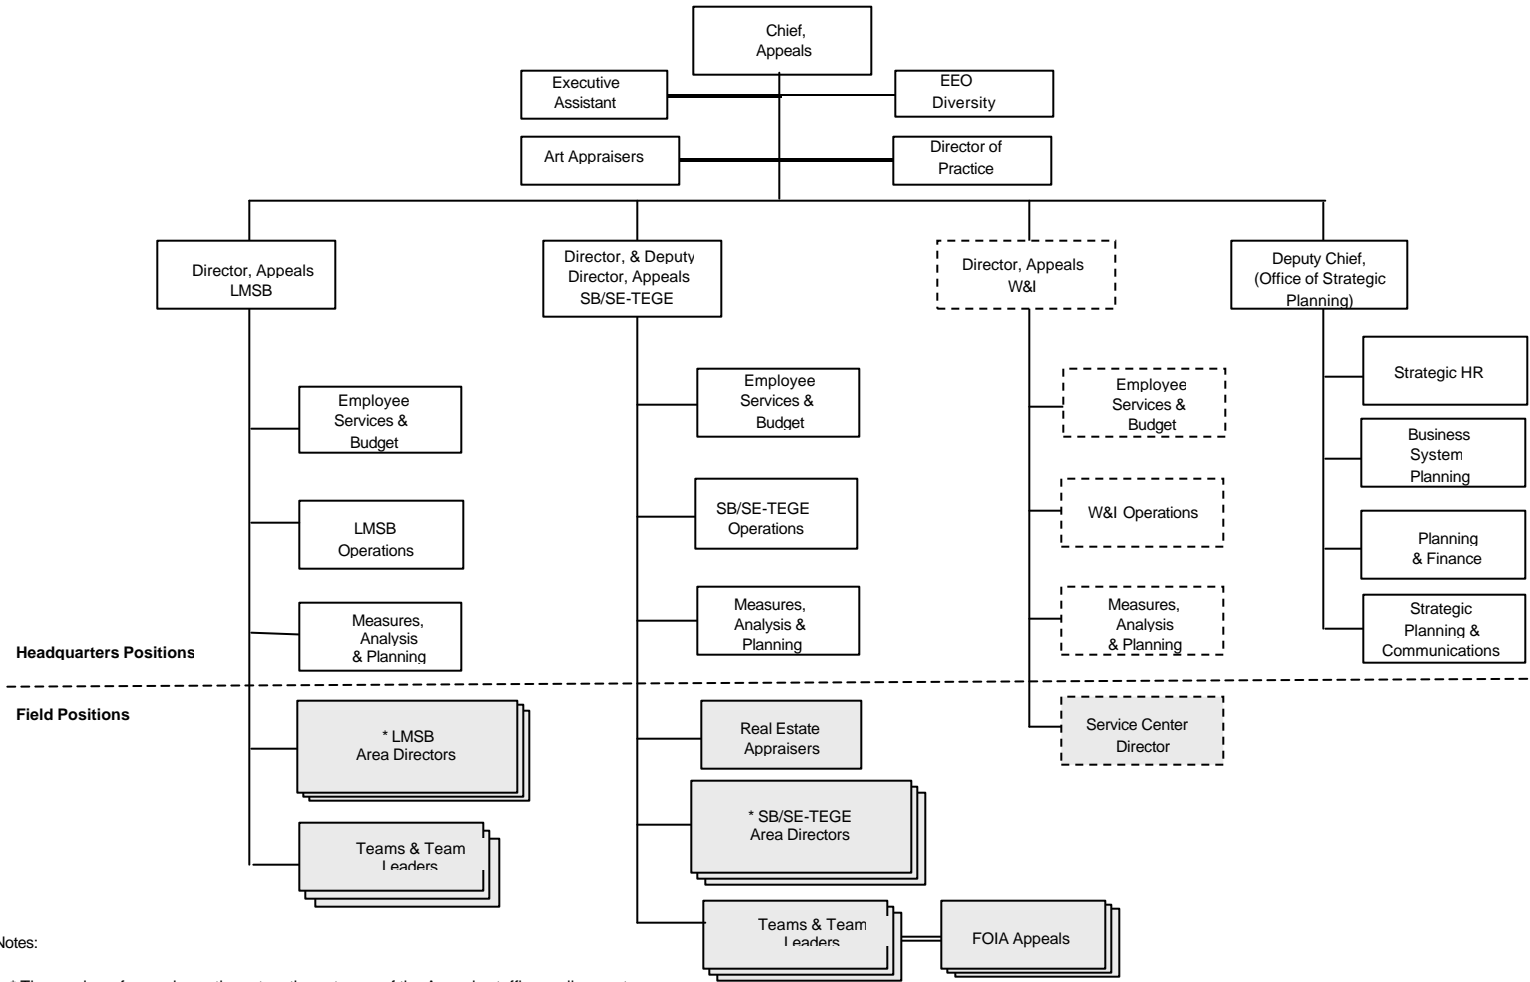 Chief,
Appeals
Executive
Assistant
EEO
Diversity
Art Appraisers
Director of
Practice
Director, Appeals
LMSB
Director, & Deputy
Director, Appeals
SB/SE-TEGE
Director, Appeals
W&I
Deputy Chief,
(Office of Strategic
Planning)
Employee
Services &
Budget
LMSB
Operations
Measures,
Analysis
& Planning
Employee
Services &
Budget
SB/SE-TEGE
Operations
Measures,
Analysis &
Planning
Employee
Services &
Budget
W&I Operations
Measures,
Analysis
& Planning
Strategic HR
Business
System
Planning
Planning
& Finance
Strategic
Planning &
Communications
Headquarters Positions
Field Positions
* LMSB
Area Directors
Teams & Team
Leaders
Real Estate
Appraisers
* SB/SE-TEGE
Area Directors
Teams & Team
Leaders
FOIA Appeals
Service Center
Director
Notes: